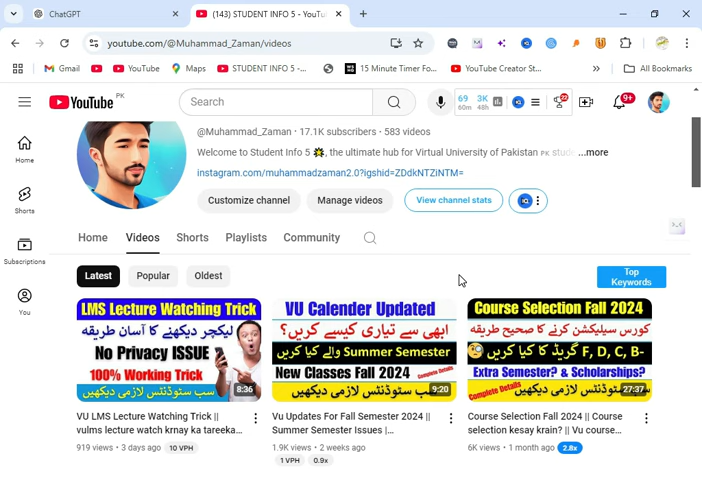 ChatGPT
(143) STUDENT INFO 5 - YouTu
youtube.com/@Muhammad_Zaman/videos
Gmail
YouTube
Maps
STUDENT INFO 5 -...
15 Minute Timer Fo...
YouTube Creator St...
All Bookmarks
YouTube PK
Search
69 60m
3K 48h
22
9+
Home
Shorts
Subscriptions
You
@Muhammad_Zaman • 17.1K subscribers • 583 videos
Welcome to Student Info 5 💥, the ultimate hub for Virtual University of Pakistan PK stude ...more
instagram.com/muhammadzaman2.0?igshid=ZDdkNTZiNTM=
Customize channel
Manage videos
View channel stats
Home
Videos
Shorts
Playlists
Community
Latest
Popular
Oldest
Top Keywords
LMS Lecture Watching Trick
لیکچر دیکھنے کا آسان طریقہ
No Privacy ISSUE
100% Working Trick
سب سٹوڈنٹس لازمی دیکھیں
8:36
VU LMS Lecture Watching Trick ||
vulms lecture watch krnay ka tareeka...
919 views • 3 days ago
10 VPH
VU Calender Updated
ابھی سے تیاری کیسے کریں؟
Summer Semester والے کیا کریں
New Classes Fall 2024
Complete Details
سب سٹوڈنٹس لازمی دیکھیں
9:20
Vu Updates For Fall Semester 2024 ||
Summer Semester Issues |...
1.9K views • 2 weeks ago
1 VPH
0.9x
Course Selection Fall 2024
کورس سیلیکشن کرنے کا صحیح طریقہ
F, D, C, B- گریڈ کا کیا کریں
Extra Semester? & Scholarships?
Complete Details
سب سٹوڈنٹس لازمی دیکھیں
27:37
Course Selection Fall 2024 || Course
selection kesay krain? || Vu course...
6K views • 1 month ago
2.8x